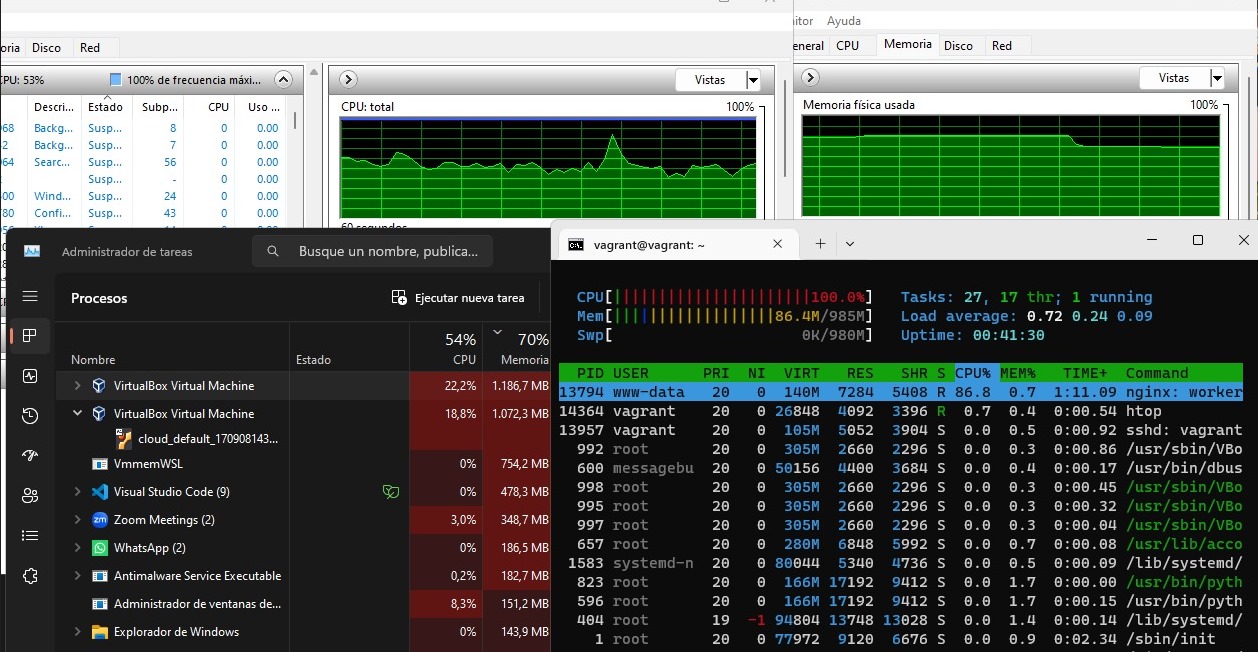 itor Ayuda
oria Disco Red
eneral CPU Memoria Disco Red
CPU: 53% 100% de frecuencia máxi...
Descri... Estado Subp... CPU Uso ...
968 Backg... Susp... 8 0 0.00
2 Backg... Susp... 7 0 0.00
064 Searc... Susp... 56 0 0.00
Susp... - 0 0.00
600 Wind... Susp... 24 0 0.00
780 Confi... Susp... 43 0 0.00
Vistas
CPU: total 100%
60 segundos
Vistas
Memoria física usada 100%
Administrador de tareas
Busque un nombre, publica...
Procesos
Ejecutar nueva tarea
54% 70%
Nombre Estado CPU Memoria
VirtualBox Virtual Machine 22,2% 1.186,7 MB
VirtualBox Virtual Machine 18,8% 1.072,3 MB
cloud_default_170908143...
VmmemWSL 0% 754,2 MB
Visual Studio Code (9) 0% 478,3 MB
zm Zoom Meetings (2) 3,0% 348,7 MB
WhatsApp (2) 0% 186,5 MB
Antimalware Service Executable 0,2% 182,7 MB
Administrador de ventanas de... 8,3% 151,2 MB
Explorador de Windows 0% 143,9 MB
vagrant@vagrant: ~
CPU[||||||||||||||||||||||100.0%] Tasks: 27, 17 thr; 1 running
Mem[|||||||||||||||||||86.4M/985M] Load average: 0.72 0.24 0.09
Swp[ 0K/980M] Uptime: 00:41:30
PID USER PRI NI VIRT RES SHR S CPU% MEM% TIME+ Command
13794 www-data 20 0 140M 7284 5408 R 86.8 0.7 1:11.09 nginx: worker
14364 vagrant 20 0 26848 4092 3396 R 0.7 0.4 0:00.54 htop
13957 vagrant 20 0 105M 5052 3904 S 0.0 0.5 0:00.92 sshd: vagrant
992 root 20 0 305M 2660 2296 S 0.0 0.3 0:00.86 /usr/sbin/VBo
600 messagebu 20 0 50156 4400 3684 S 0.0 0.4 0:00.17 /usr/bin/dbus
998 root 20 0 305M 2660 2296 S 0.0 0.3 0:00.45 /usr/sbin/VBo
995 root 20 0 305M 2660 2296 S 0.0 0.3 0:00.32 /usr/sbin/VBo
997 root 20 0 305M 2660 2296 S 0.0 0.3 0:00.04 /usr/sbin/VBo
657 root 20 0 280M 6848 5992 S 0.0 0.7 0:00.08 /usr/lib/acco
1583 systemd-n 20 0 80044 5340 4736 S 0.0 0.5 0:00.09 /lib/systemd/
823 root 20 0 166M 17192 9412 S 0.0 1.7 0:00.00 /usr/bin/pyth
596 root 20 0 166M 17192 9412 S 0.0 1.7 0:00.15 /usr/bin/pyth
404 root 19 -1 94804 13748 13028 S 0.0 1.4 0:00.14 /lib/systemd/
1 root 20 0 77972 9120 6676 S 0.0 0.9 0:02.34 /sbin/init